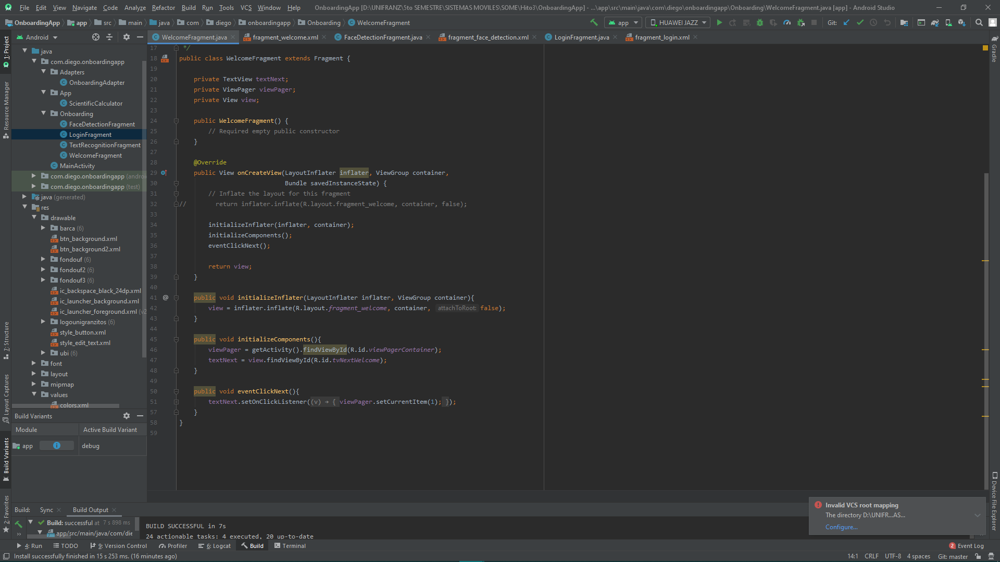 File Edit View Navigate Code Analyze Refactor Build Run Tools VCS Window Help OnboardingApp [D:\UNIFRANZ\5to SEMESTRE\SISTEMAS MOVILES\SOME\Hito3\OnboardingApp] - ...\app\src\main\java\com\diego\onboardingapp\Onboarding\WelcomeFragment.java [app] - Android Studio
OnboardingApp app src main java com diego onboardingapp Onboarding WelcomeFragment app HUAWEI JAZZ Git:
Android
WelcomeFragment.java fragment_welcome.xml FaceDetectionFragment.java fragment_face_detection.xml LoginFragment.java fragment_login.xml
1: Project
Resource Manager
7: Structure
Layout Captures
Build Variants
2: Favorites
java
com.diego.onboardingapp
Adapters
OnboardingAdapter
App
ScientificCalculator
Onboarding
FaceDetectionFragment
LoginFragment
TextRecognitionFragment
WelcomeFragment
MainActivity
com.diego.onboardingapp (androi
com.diego.onboardingapp (test)
java (generated)
res
drawable
barca (6)
btn_background.xml
btn_background2.xml
fondouf (6)
fondouf2 (6)
fondouf3 (6)
ic_backspace_black_24dp.xml
ic_launcher_background.xml
ic_launcher_foreground.xml (v2
logounigranzitos (6)
style_button.xml
style_edit_text.xml
ubi (6)
font
layout
mipmap
values
colors.xml
Build Variants
Module Active Build Variant
app debug
17 */
18 public class WelcomeFragment extends Fragment {
19
20 private TextView textNext;
21 private ViewPager viewPager;
22 private View view;
23
24 public WelcomeFragment() {
25 // Required empty public constructor
26 }
27
28 @Override
29 public View onCreateView(LayoutInflater inflater, ViewGroup container,
30 Bundle savedInstanceState) {
31 // Inflate the layout for this fragment
32 // return inflater.inflate(R.layout.fragment_welcome, container, false);
33
34 initializeInflater(inflater, container);
35 initializeComponents();
36 eventClickNext();
37
38 return view;
39 }
40
41 @ public void initializeInflater(LayoutInflater inflater, ViewGroup container){
42 view = inflater.inflate(R.layout.fragment_welcome, container, attachToRoot: false);
43 }
44
45 public void initializeComponents(){
46 viewPager = getActivity().findViewById(R.id.viewPagerContainer);
47 textNext = view.findViewById(R.id.tvNextWelcome);
48 }
49
50 public void eventClickNext(){
51 textNext.setOnClickListener((v) → { viewPager.setCurrentItem(1); });
57 }
58 }
59
Gradle
Device File Explorer
Build: Sync Build Output
Build: successful at 7 s 898 ms
app/src/main/java/com/die
BUILD SUCCESSFUL in 7s
24 actionable tasks: 4 executed, 20 up-to-date
Invalid VCS root mapping
The directory D:\UNIFR...AS...
Configure...
4: Run TODO 9: Version Control Profiler 6: Logcat Build Terminal 2 Event Log
Install successfully finished in 15 s 253 ms. (16 minutes ago) 14:1 CRLF UTF-8 4 spaces Git: master